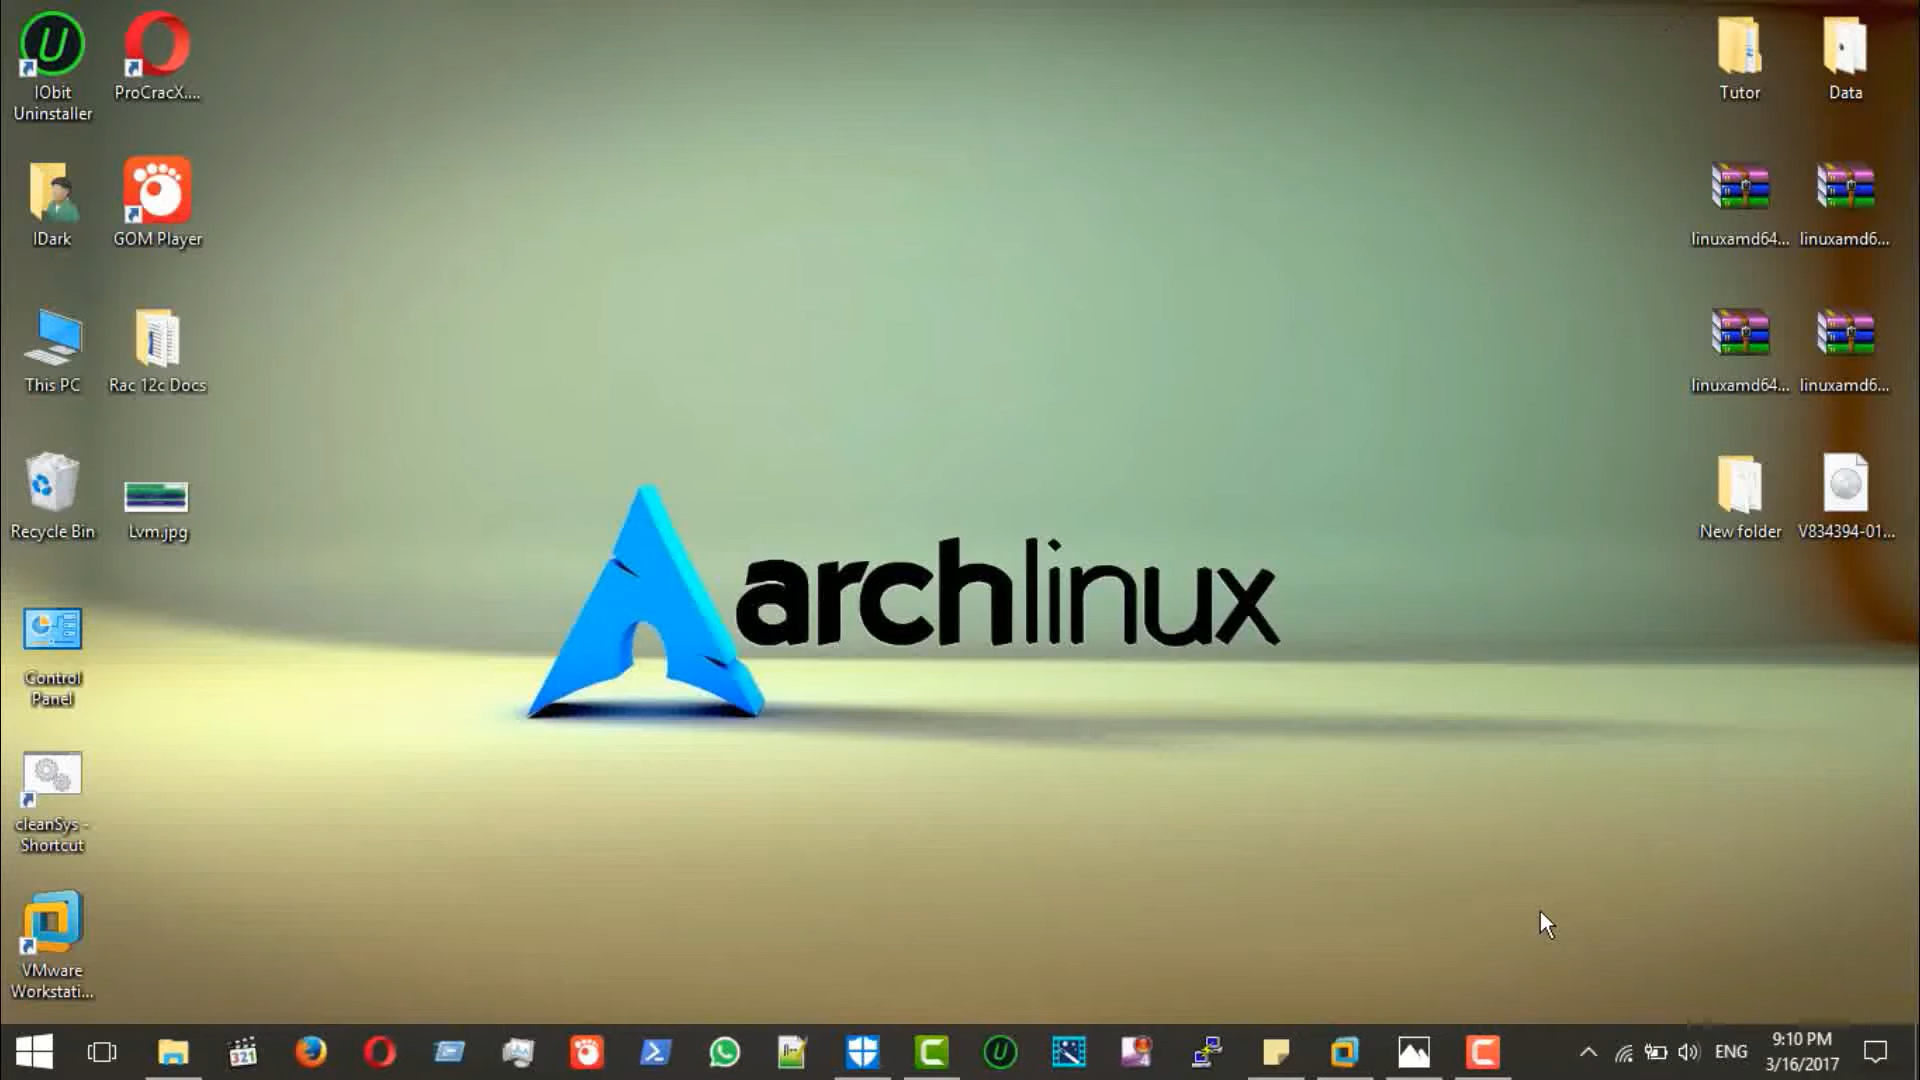 IObit
Uninstaller
ProCracX....
Tutor
Data
IDark
GOM Player
linuxamd64...
linuxamd6...
This PC
Rac 12c Docs
linuxamd64...
linuxamd6...
Recycle Bin
Lvm.jpg
New folder
V834394-01...
archlinux
Control
Panel
cleanSys -
Shortcut
VMware
Workstati...
321
ENG
9:10 PM
3/16/2017